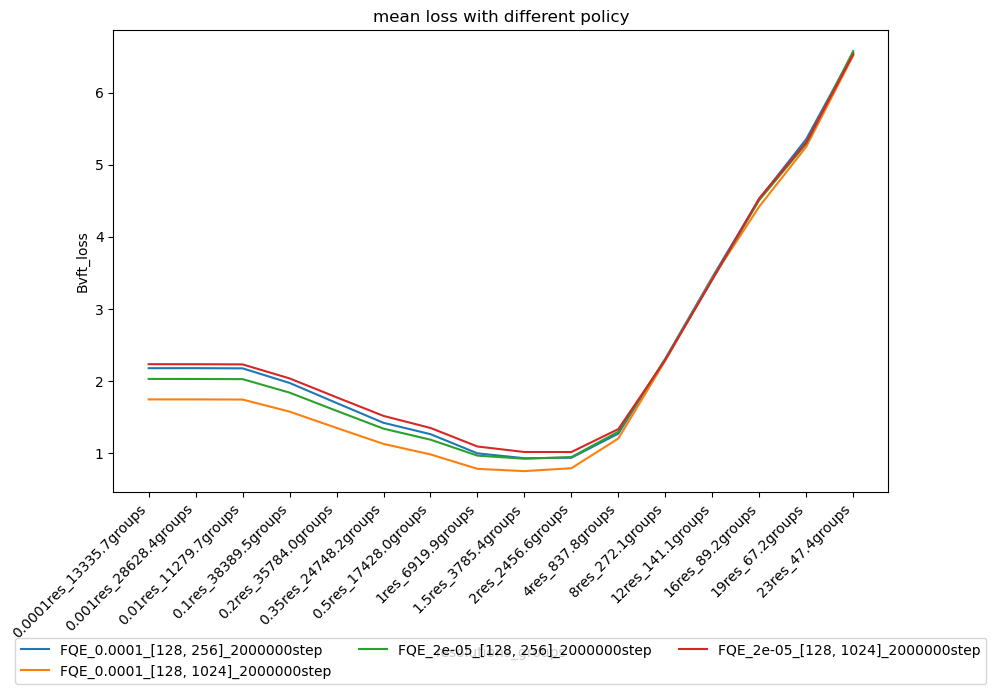 mean loss with different policy
Bvft_loss
6
5
4
3
2
1
0.0001res_13335.7groups
0.001res_28628.4groups
0.01res_11279.7groups
0.1res_38389.5groups
0.2res_35784.0groups
0.35res_24748.2groups
0.5res_17428.0groups
1res_6919.9groups
1.5res_3785.4groups
2res_2456.6groups
4res_837.8groups
8res_272.1groups
12res_141.1groups
16res_89.2groups
19res_67.2groups
23res_47.4groups
FQE_0.0001_[128, 256]_2000000step
FQE_0.0001_[128, 1024]_2000000step
FQE_2e-05_[128, 256]_2000000step
FQE_2e-05_[128, 1024]_2000000step